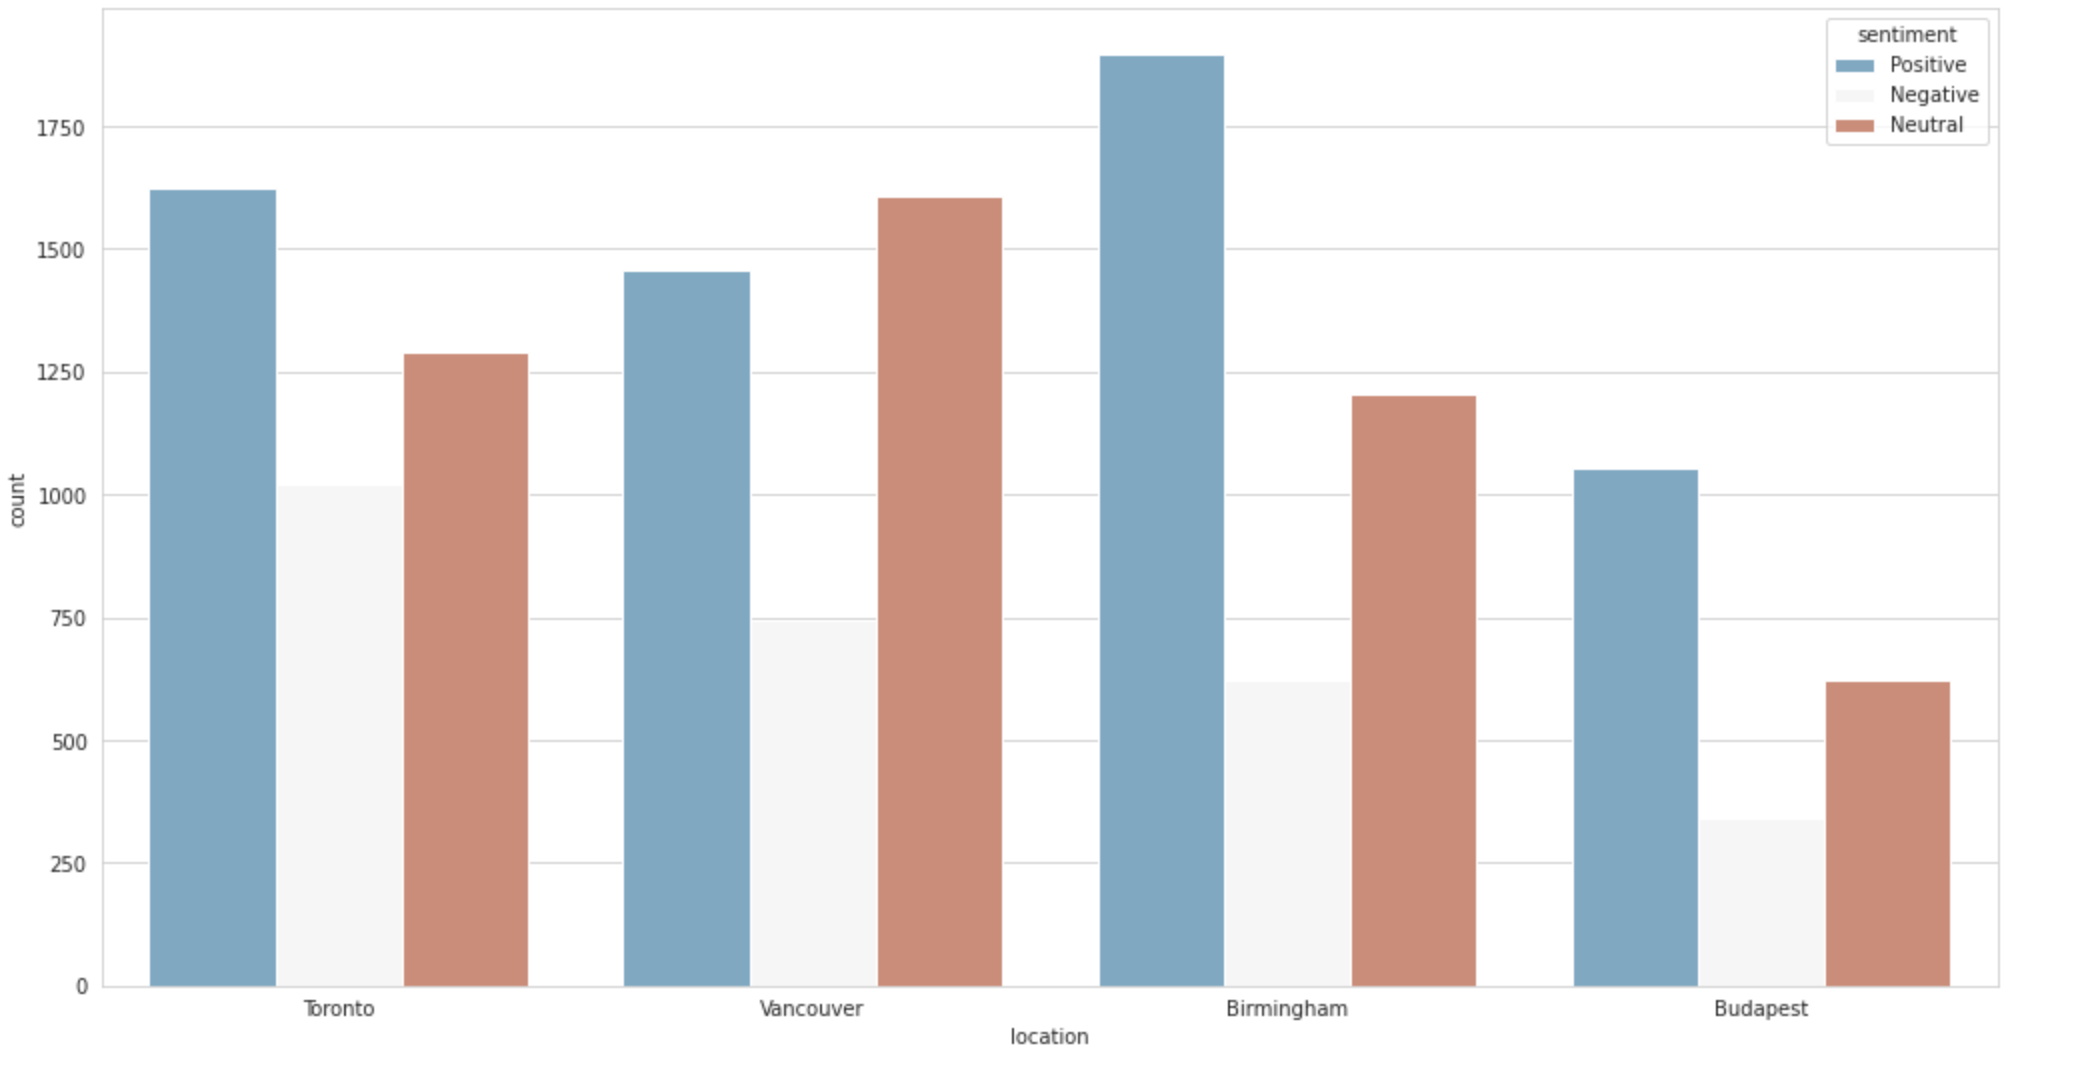 sentiment
Positive
Negative
Neutral
1750
1500
1250
1000
750
500
250
0
count
Toronto
Vancouver
Birmingham
Budapest
location